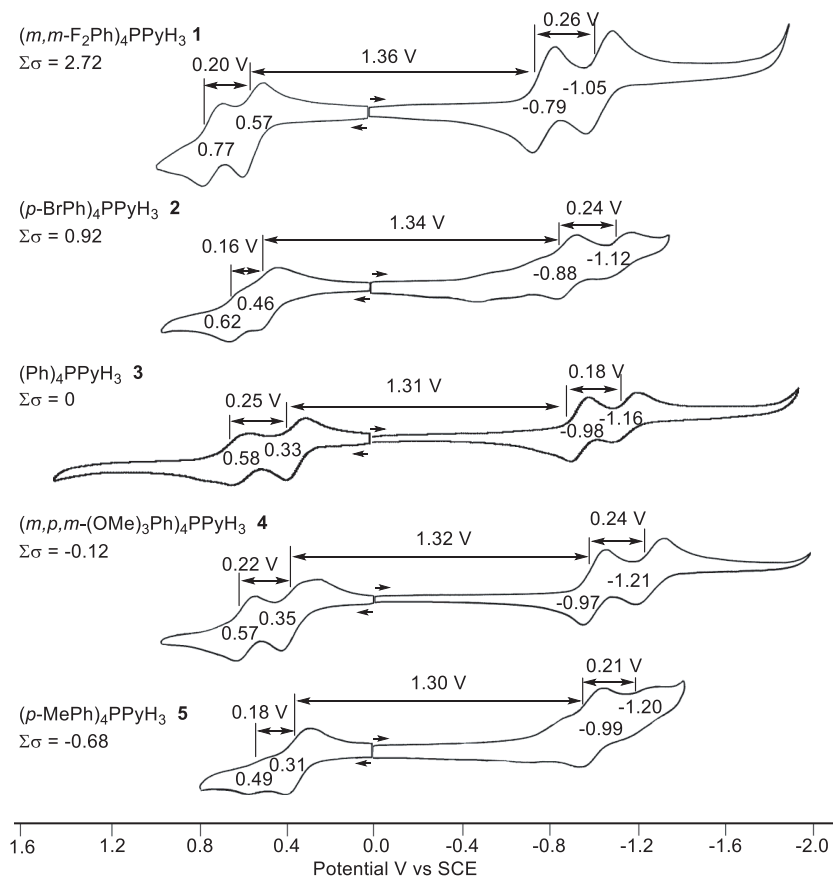 (m,m-F₂Ph)₄PPyH₃ 1
Σσ = 2.72
0.20 V
1.36 V
0.26 V
0.77
0.57
-0.79
-1.05
(p-BrPh)₄PPyH₃ 2
Σσ = 0.92
0.16 V
1.34 V
0.24 V
0.62
0.46
-0.88
-1.12
(Ph)₄PPyH₃ 3
Σσ = 0
0.25 V
1.31 V
0.18 V
0.58
0.33
-0.98
-1.16
(m,p,m-(OMe)₃Ph)₄PPyH₃ 4
Σσ = -0.12
0.22 V
1.32 V
0.24 V
0.57
0.35
-0.97
-1.21
(p-MePh)₄PPyH₃ 5
Σσ = -0.68
0.18 V
1.30 V
0.21 V
0.49
0.31
-0.99
-1.20
1.6 1.2 0.8 0.4 0.0 -0.4 -0.8 -1.2 -1.6 -2.0
Potential V vs SCE